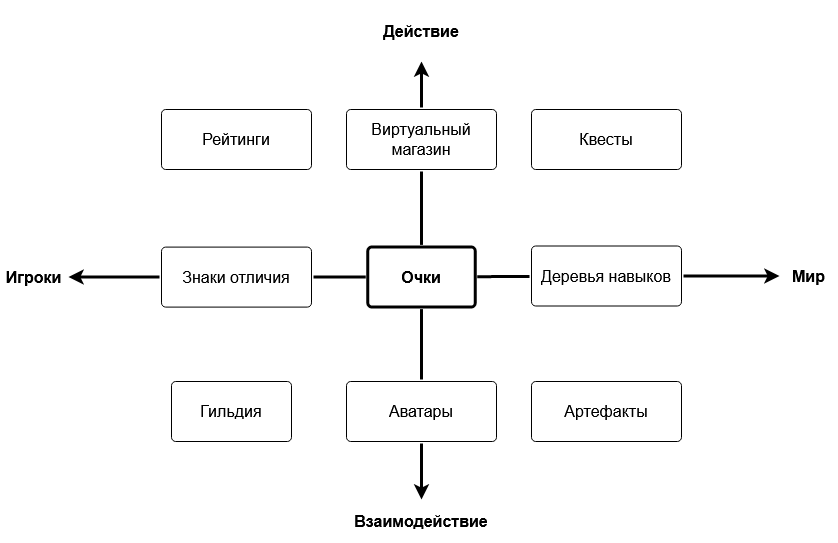 Действие
Рейтинги
Виртуальный
магазин
Квесты
Игроки
Знаки отличия
Очки
Деревья навыков
Мир
Гильдия
Аватары
Артефакты
Взаимодействие